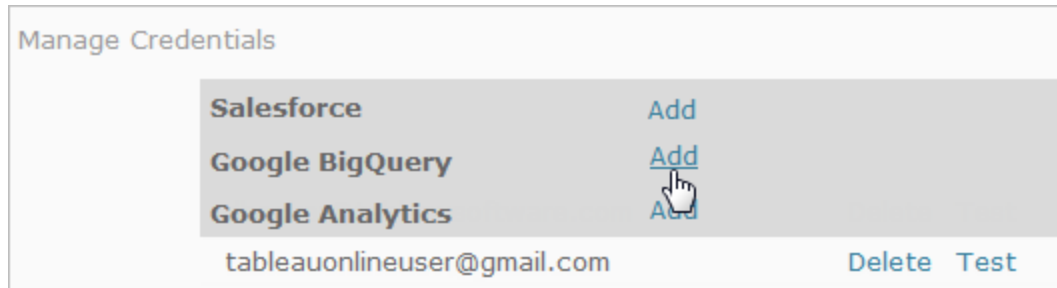 Manage Credentials
Salesforce Add
Google BigQuery Add
Google Analytics Add
tableauonlineuser@gmail.com Delete Test